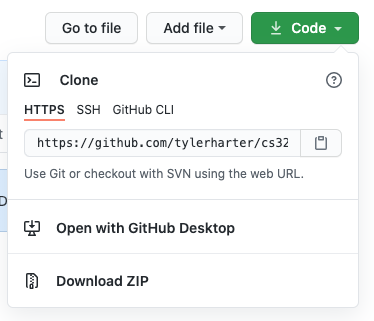 Go to file Add file Code
Clone
HTTPS SSH GitHub CLI
https://github.com/tylerharter/cs32
Use Git or checkout with SVN using the web URL.
Open with GitHub Desktop
Download ZIP